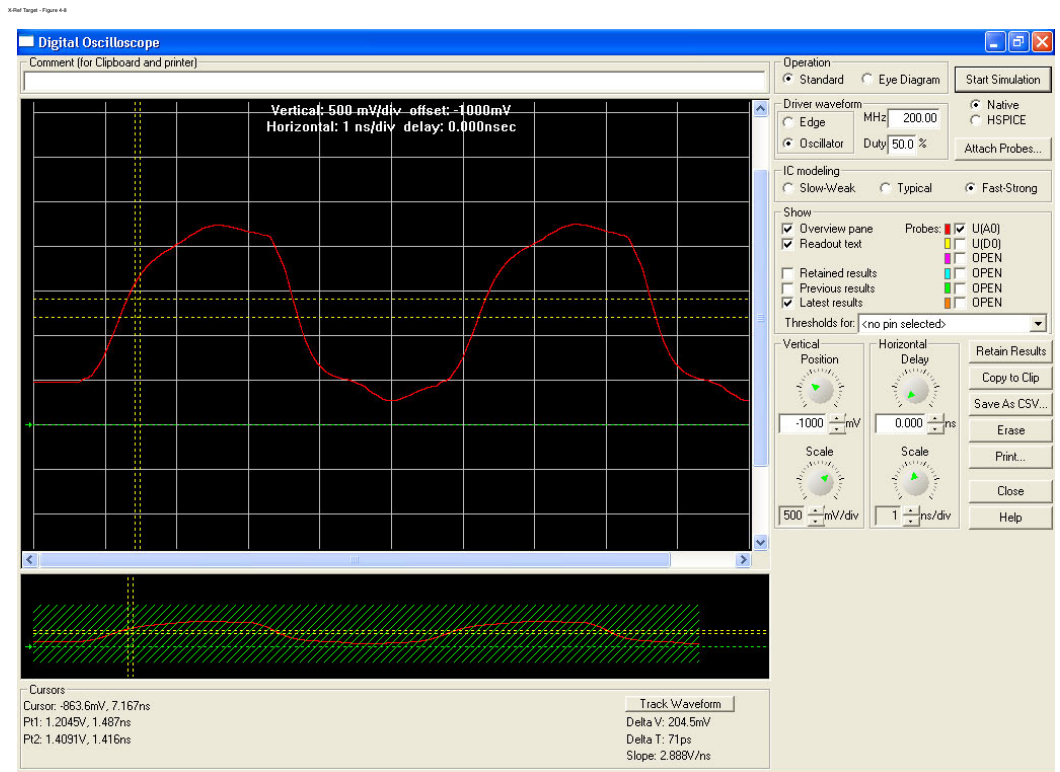 X-Ref Target - Figure 4-8
Digital Oscilloscope
Comment (for Clipboard and printer)
Vertical: 500 mV/div offset: -1000mV
Horizontal: 1 ns/div delay: 0.000nsec
Operation
Standard Eye Diagram
Start Simulation
Driver waveform
Edge
Oscillator
MHz 200.00
Duty 50.0 %
Native
HSPICE
Attach Probes...
IC modeling
Slow-Weak Typical Fast-Strong
Show
Overview pane
Readout text
Retained results
Previous results
Latest results
Probes: U(A0)
U(D0)
OPEN
OPEN
OPEN
OPEN
Thresholds for: <no pin selected>
Vertical
Position
-1000 mV
Scale
500 mV/div
Horizontal
Delay
0.000 ns
Scale
1 ns/div
Retain Results
Copy to Clip
Save As CSV...
Erase
Print...
Close
Help
Cursors
Cursor: -863.6mV, 7.167ns
Pt1: 1.2045V, 1.487ns
Pt2: 1.4091V, 1.416ns
Track Waveform
Delta V: 204.5mV
Delta T: 71ps
Slope: 2.888V/ns